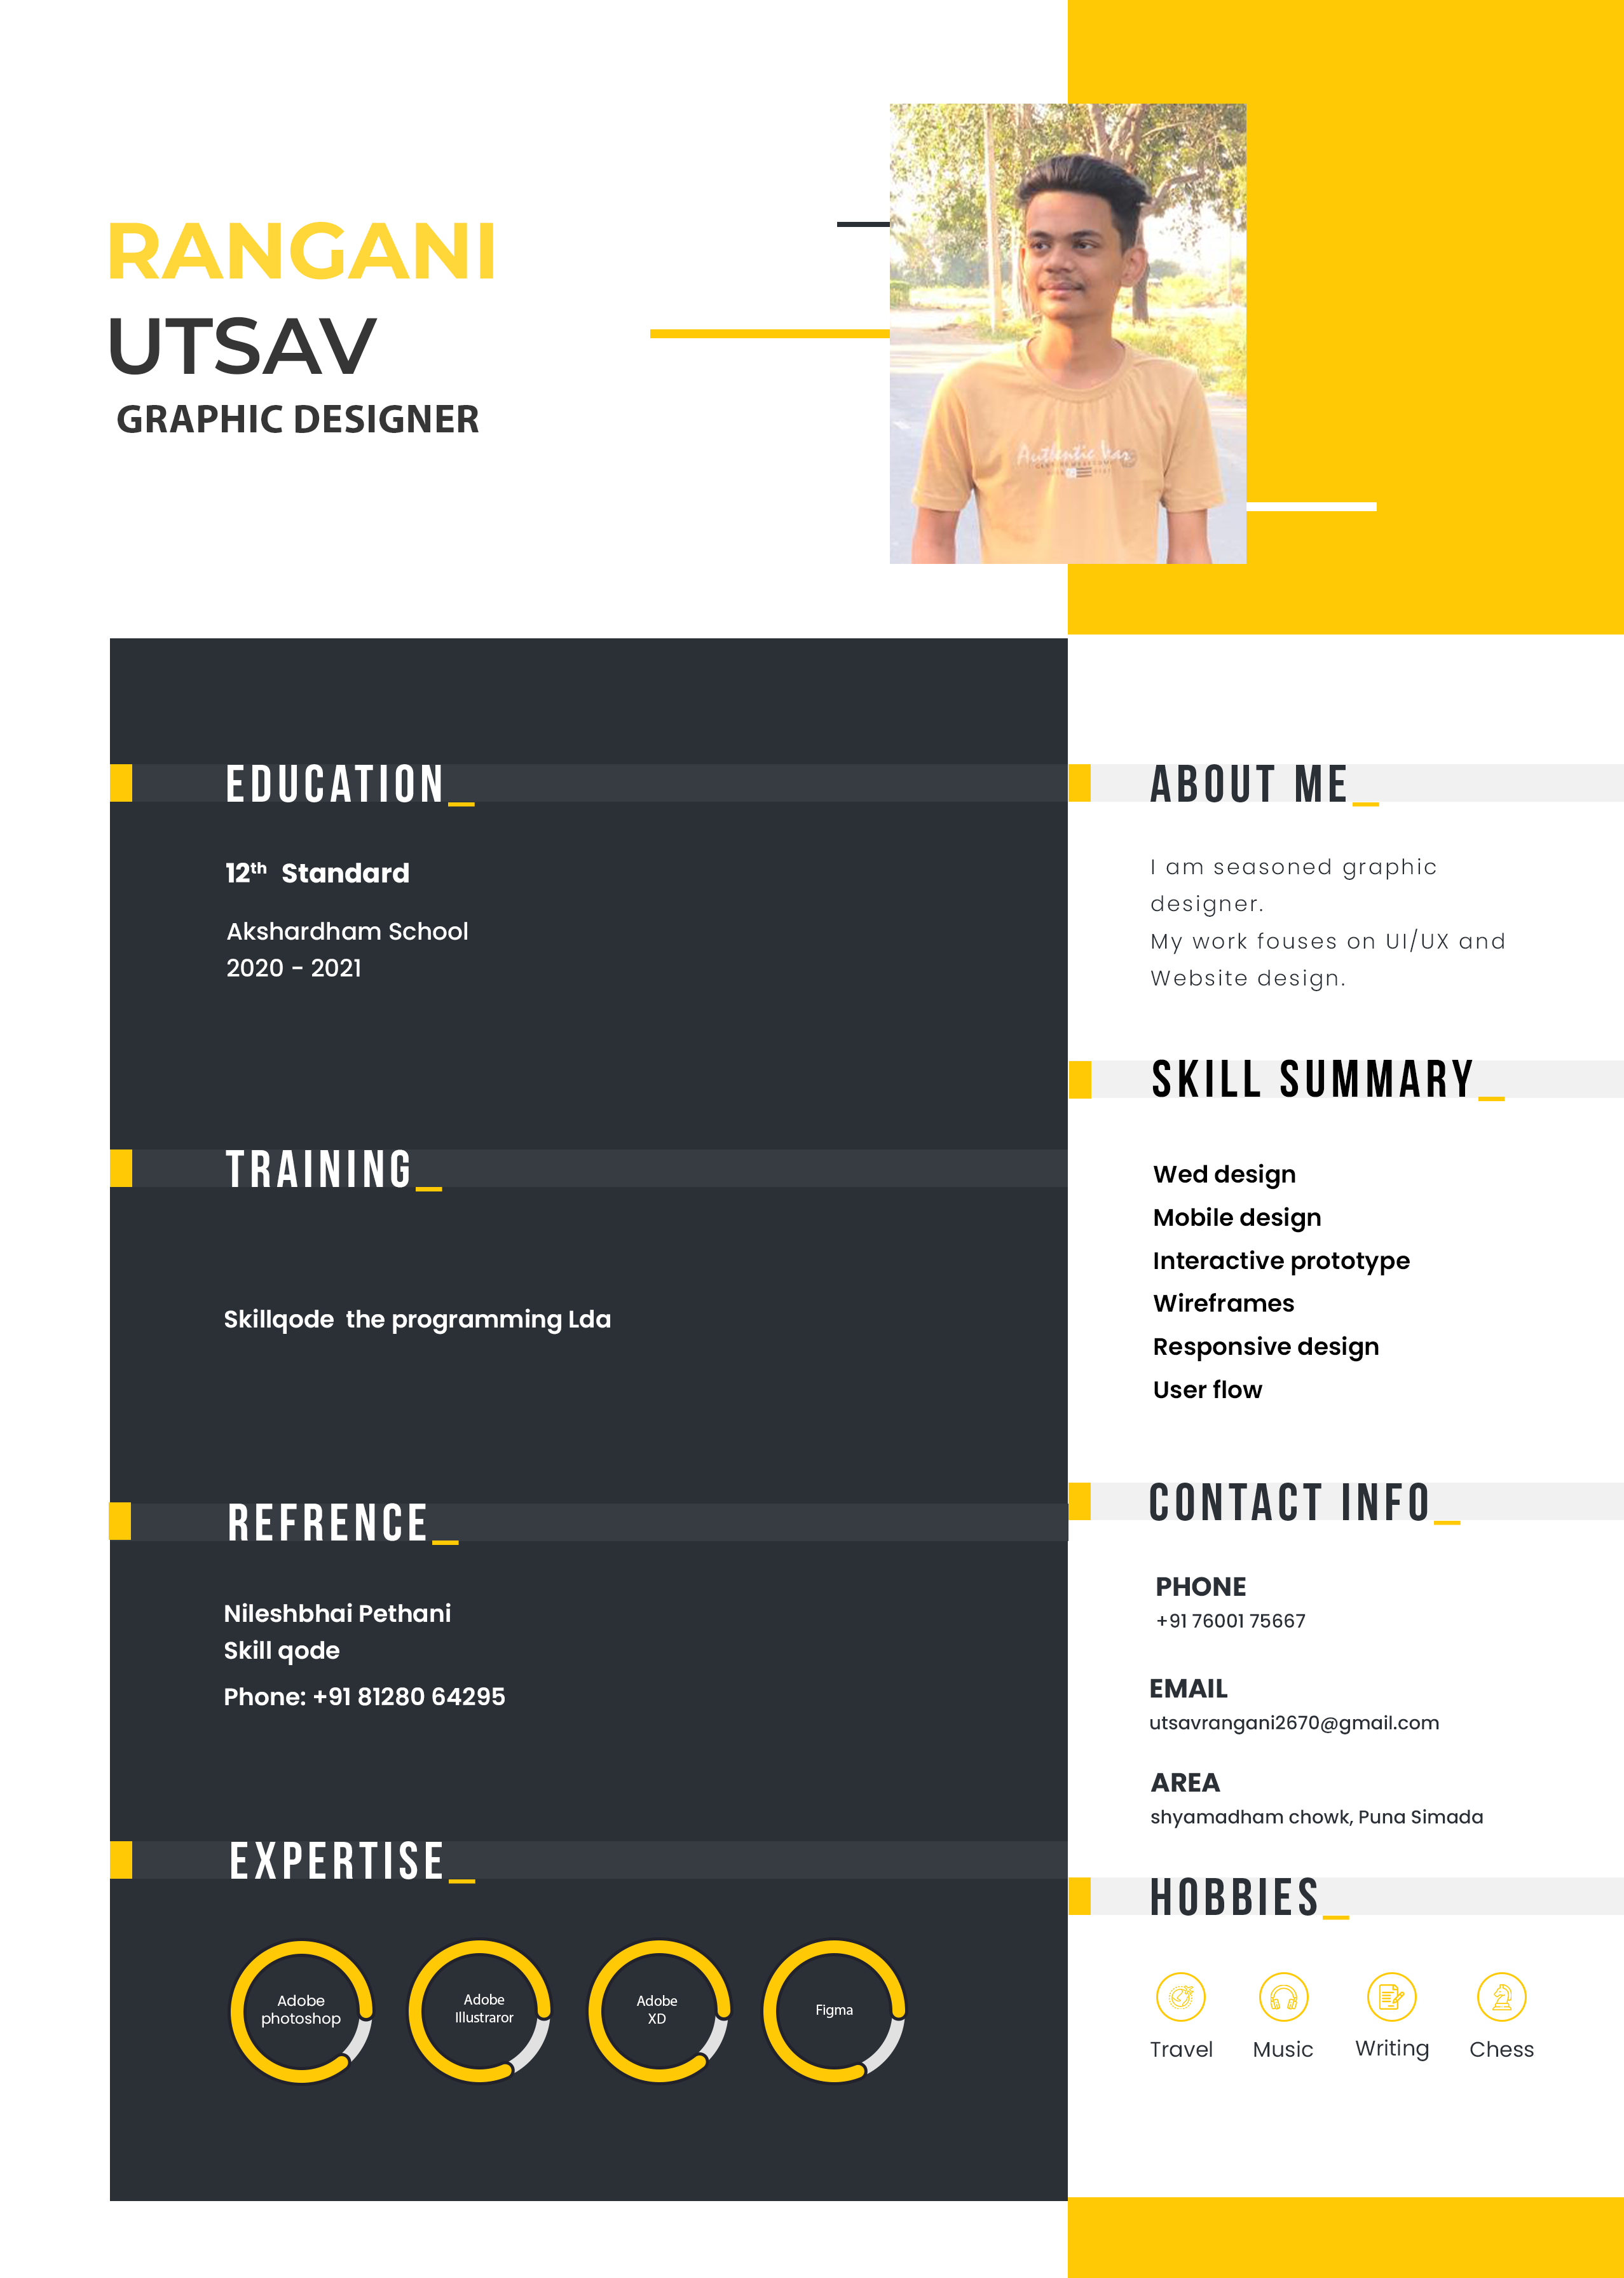 RANGANI
UTSAV
GRAPHIC DESIGNER
Authentic
EDUCATION_
12th Standard
Akshardham School
2020 - 2021
TRAINING_
Skillqode the programming Lda
REFRENCE_
Nileshbhai Pethani
Skill qode
Phone: +91 81280 64295
EXPERTISE_
Adobe
photoshop
Adobe
Illustraror
Adobe
XD
Figma
ABOUT ME_
I am seasoned graphic
designer.
My work fouses on UI/UX and
Website design.
SKILL SUMMARY_
Wed design
Mobile design
Interactive prototype
Wireframes
Responsive design
User flow
CONTACT INFO_
PHONE
+91 76001 75667
EMAIL
utsavrangani2670@gmail.com
AREA
shyamadham chowk, Puna Simada
HOBBIES_
Travel
Music
Writing
Chess